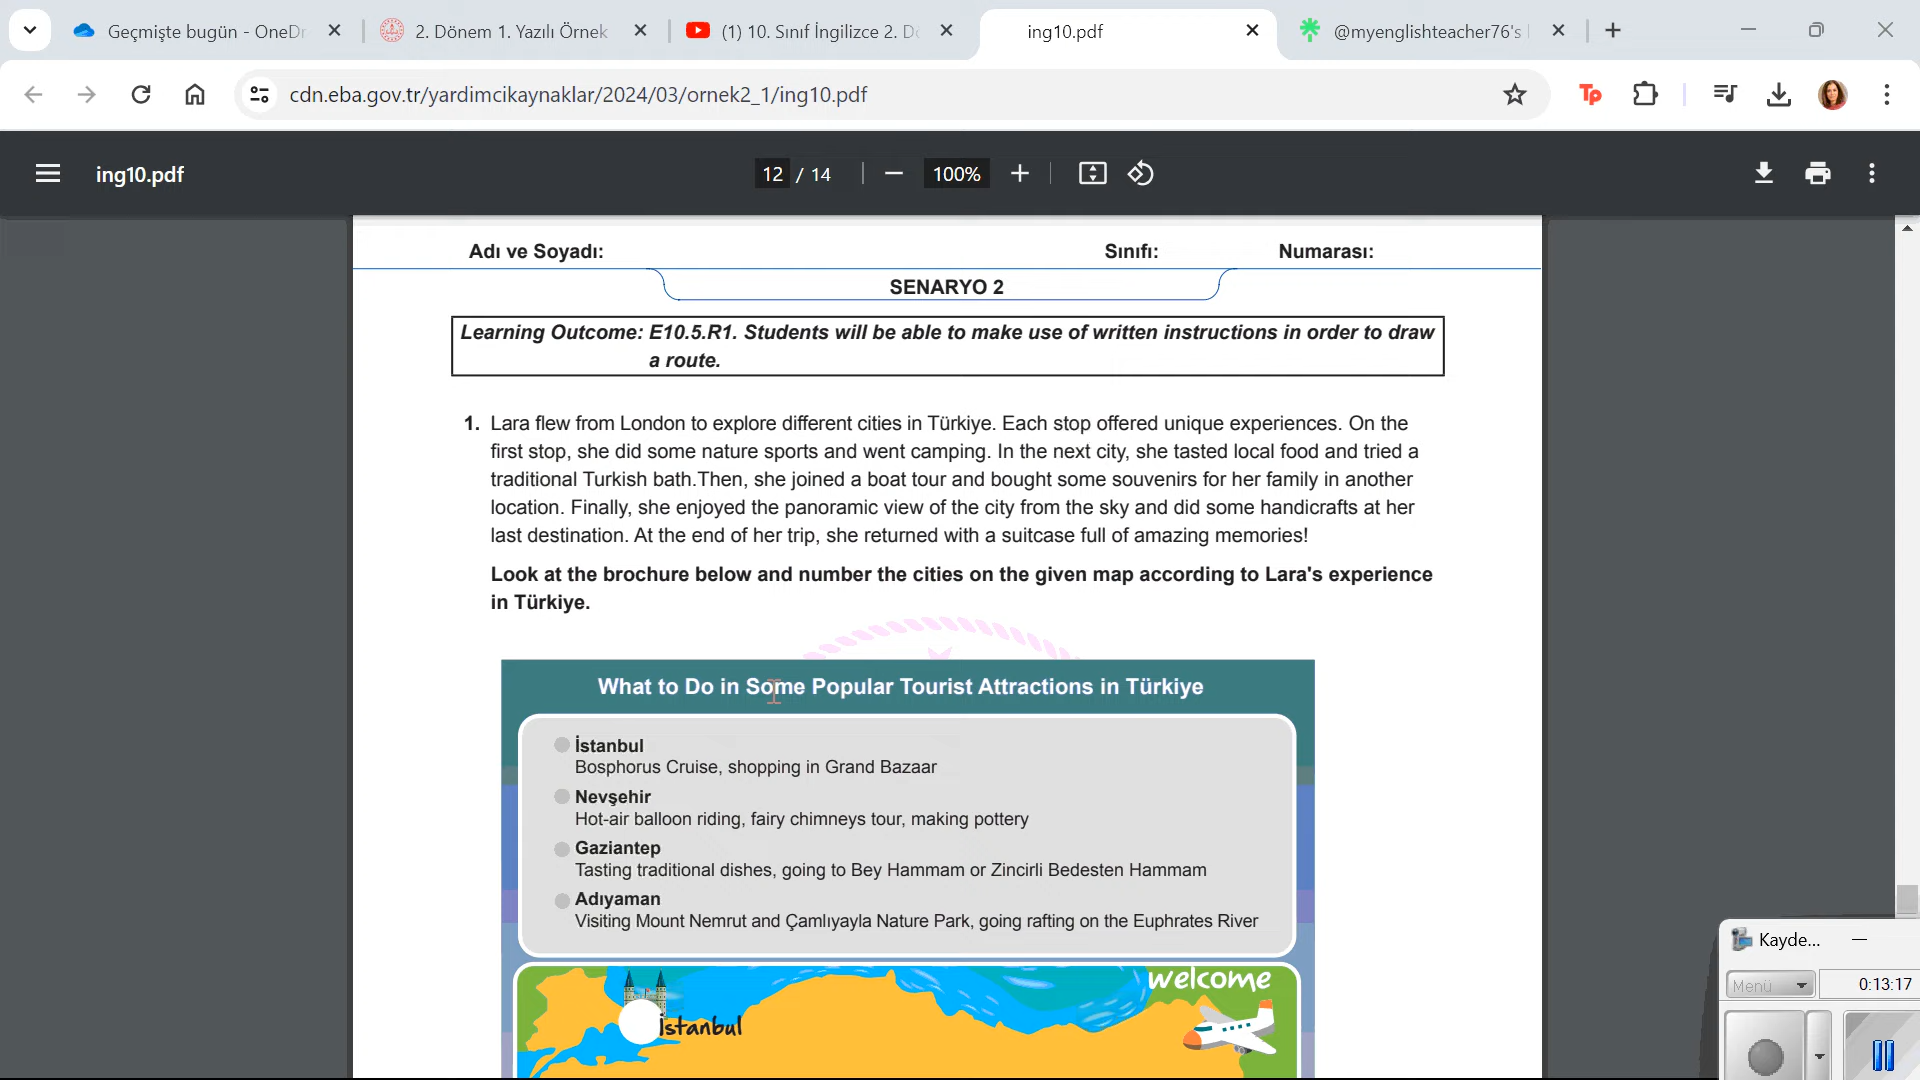 Geçmişte bugün - OneDr
2. Dönem 1. Yazılı Örnek
(1) 10. Sınıf İngilizce 2. Dö
ing10.pdf
@myenglishteacher76's
cdn.eba.gov.tr/yardimcikaynaklar/2024/03/ornek2_1/ing10.pdf
Tp
ing10.pdf
12 / 14
100%
Adı ve Soyadı: Sınıfı: Numarası:
SENARYO 2
Learning Outcome: E10.5.R1. Students will be able to make use of written instructions in order to draw
a route.
1. Lara flew from London to explore different cities in Türkiye. Each stop offered unique experiences. On the
first stop, she did some nature sports and went camping. In the next city, she tasted local food and tried a
traditional Turkish bath.Then, she joined a boat tour and bought some souvenirs for her family in another
location. Finally, she enjoyed the panoramic view of the city from the sky and did some handicrafts at her
last destination. At the end of her trip, she returned with a suitcase full of amazing memories!
Look at the brochure below and number the cities on the given map according to Lara's experience
in Türkiye.
What to Do in Some Popular Tourist Attractions in Türkiye
İstanbul
Bosphorus Cruise, shopping in Grand Bazaar
Nevşehir
Hot-air balloon riding, fairy chimneys tour, making pottery
Gaziantep
Tasting traditional dishes, going to Bey Hammam or Zincirli Bedesten Hammam
Adıyaman
Visiting Mount Nemrut and Çamlıyayla Nature Park, going rafting on the Euphrates River
welcome
İstanbul
Kayde...
Menü
0:13:17